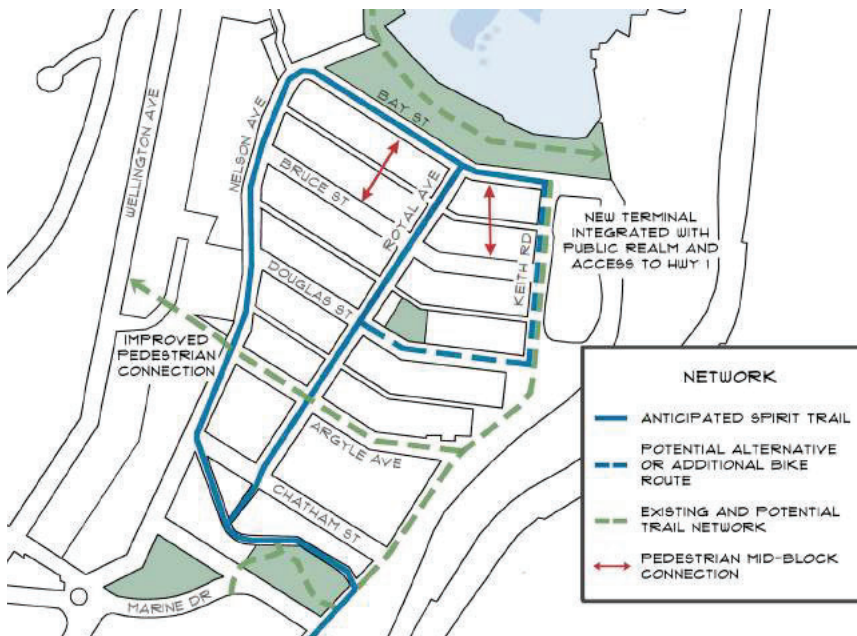 BAY ST
WELLINGTON AVE
NELSON AVE
BRUCE ST
ROYAL AVE
NEW TERMINAL
INTEGRATED WITH
PUBLIC REALM AND
ACCESS TO HWY 1
KEITH RD
DOUGLAS ST
IMPROVED
PEDESTRIAN
CONNECTION
ARGYLE AVE
CHATHAM ST
MARINE DR
NETWORK
ANTICIPATED SPIRIT TRAIL
POTENTIAL ALTERNATIVE
OR ADDITIONAL BIKE
ROUTE
EXISTING AND POTENTIAL
TRAIL NETWORK
PEDESTRIAN MID-BLOCK
CONNECTION